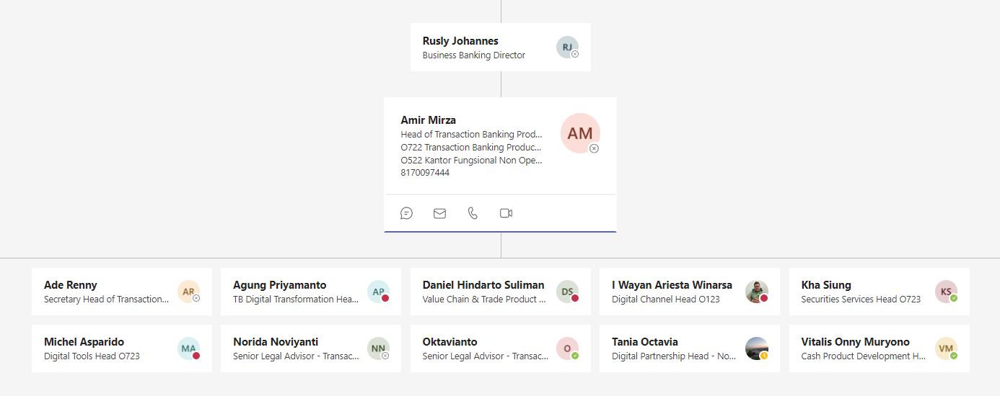 Rusly Johannes
Business Banking Director
RJ
Amir Mirza
Head of Transaction Banking Prod...
O722 Transaction Banking Produc...
O522 Kantor Fungsional Non Ope...
8170097444
AM
Ade Renny
Secretary Head of Transaction...
AR
Agung Priyamanto
TB Digital Transformation Hea...
AP
Daniel Hindarto Suliman
Value Chain & Trade Product ...
DS
I Wayan Ariesta Winarsa
Digital Channel Head O123
Kha Siung
Securities Services Head O723
KS
Michel Asparido
Digital Tools Head O723
MA
Norida Noviyanti
Senior Legal Advisor - Transac...
NN
Oktavianto
Senior Legal Advisor - Transac...
O
Tania Octavia
Digital Partnership Head - No...
Vitalis Onny Muryono
Cash Product Development H...
VM